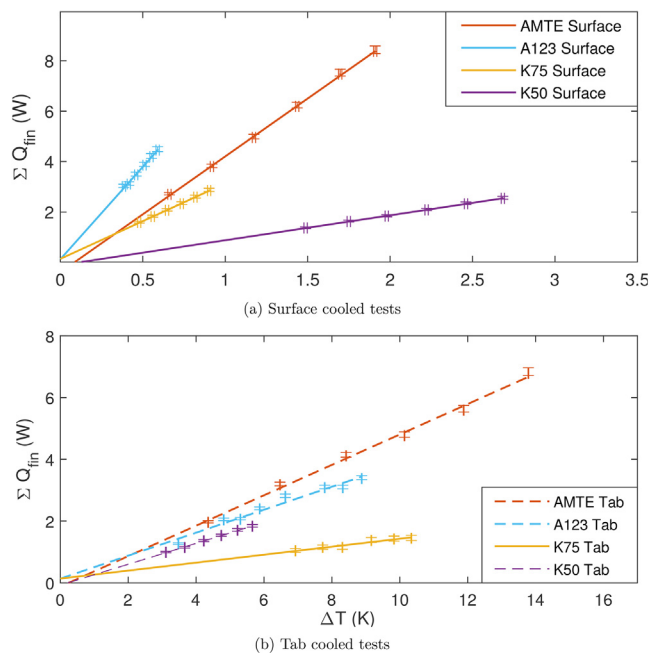 AMTE Surface
A123 Surface
K75 Surface
K50 Surface
8
6
4
2
Σ Q_fin (W)
0 0.5 1 1.5 2 2.5 3 3.5
(a) Surface cooled tests
8
6
4
2
0
Σ Q_fin (W)
AMTE Tab
A123 Tab
K75 Tab
K50 Tab
0 2 4 6 8 10 12 14 16
ΔT (K)
(b) Tab cooled tests